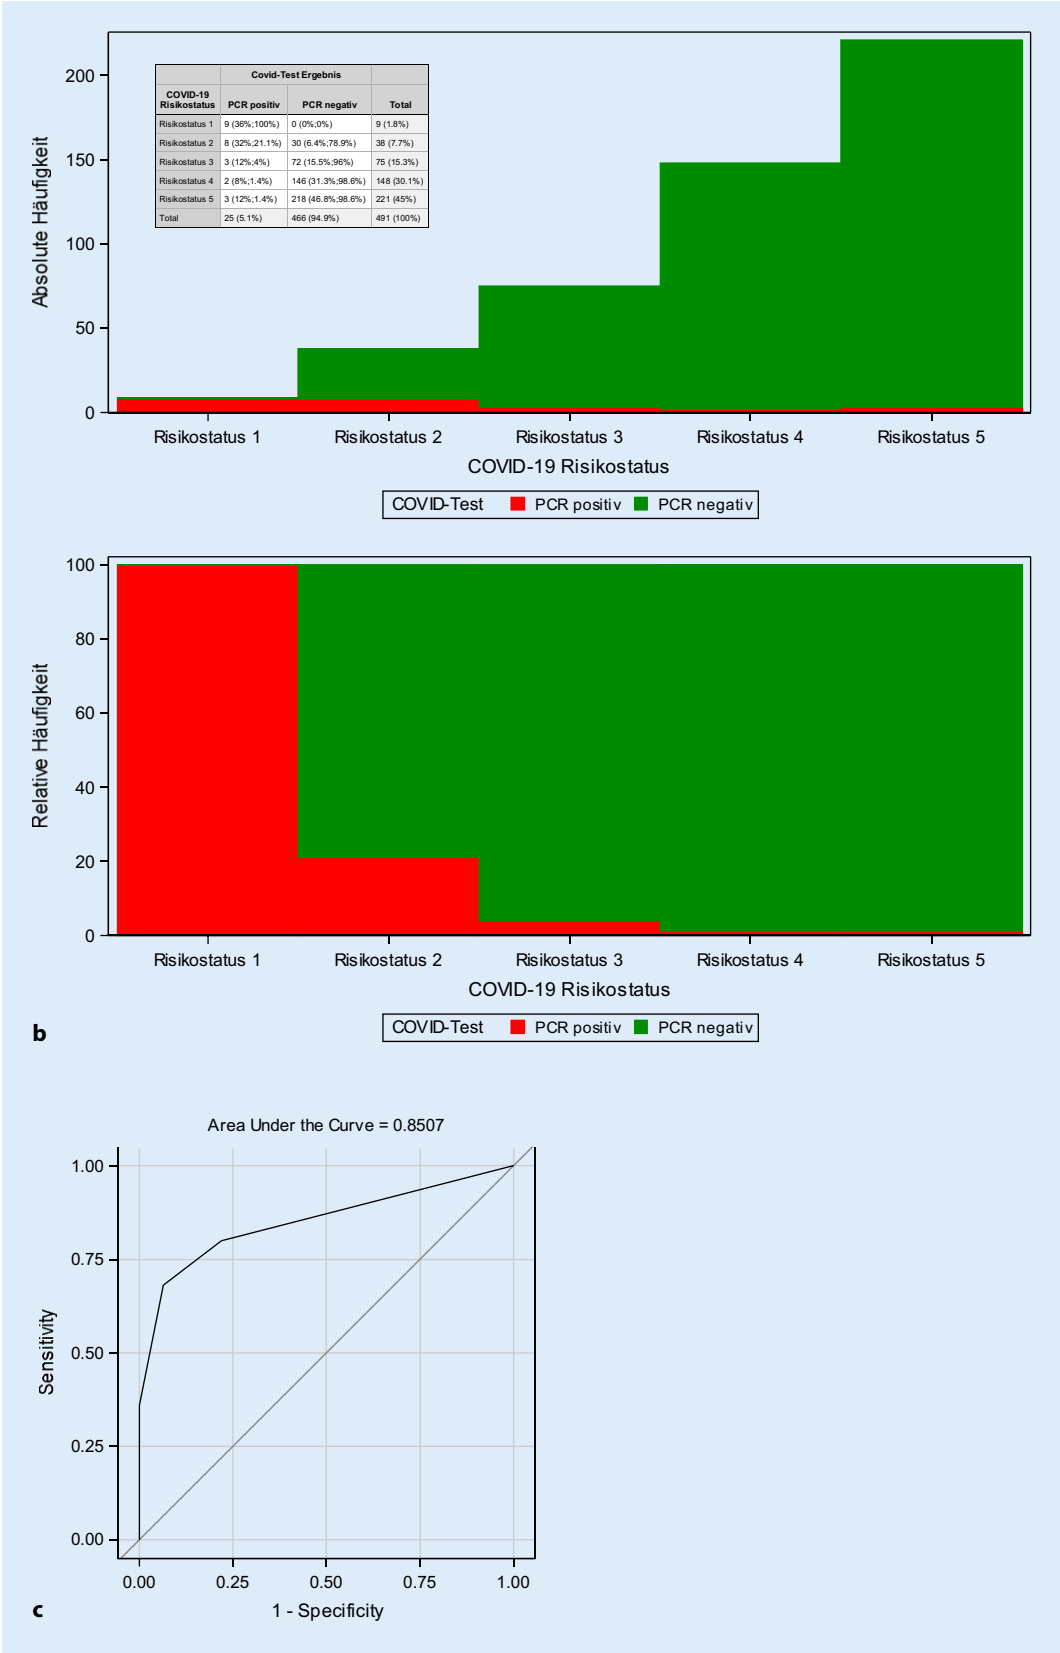 200
150
100
50
0
Absolute Häufigkeit
Covid-Test Ergebnis
COVID-19 Risikostatus PCR positiv PCR negativ Total
Risikostatus 1 9 (36%;100%) 0 (0%;0%) 9 (1.8%)
Risikostatus 2 8 (32%;21.1%) 30 (6.4%;78.9%) 38 (7.7%)
Risikostatus 3 3 (12%;4%) 72 (15.5%;96%) 75 (15.3%)
Risikostatus 4 2 (8%;1.4%) 146 (31.3%;98.6%) 148 (30.1%)
Risikostatus 5 3 (12%;1.4%) 218 (46.8%;98.6%) 221 (45%)
Total 25 (5.1%) 466 (94.9%) 491 (100%)
Risikostatus 1 Risikostatus 2 Risikostatus 3 Risikostatus 4 Risikostatus 5
COVID-19 Risikostatus
COVID-Test PCR positiv PCR negativ
100
80
60
40
20
0
Relative Häufigkeit
Risikostatus 1 Risikostatus 2 Risikostatus 3 Risikostatus 4 Risikostatus 5
COVID-19 Risikostatus
COVID-Test PCR positiv PCR negativ
b
Area Under the Curve = 0.8507
1.00
0.75
0.50
0.25
0.00
Sensitivity
0.00 0.25 0.50 0.75 1.00
1 - Specificity
c